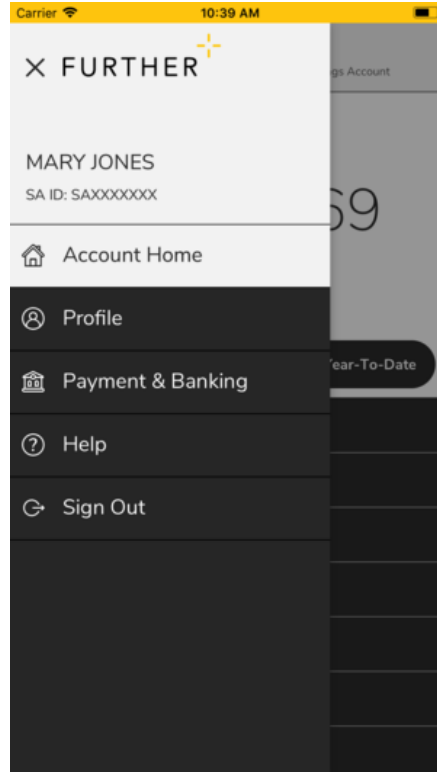 Carrier 10:39 AM
FURTHER
gs Account
MARY JONES
SA ID: SAXXXXXXX
69
Account Home
Profile
Year-To-Date
Payment & Banking
Help
Sign Out